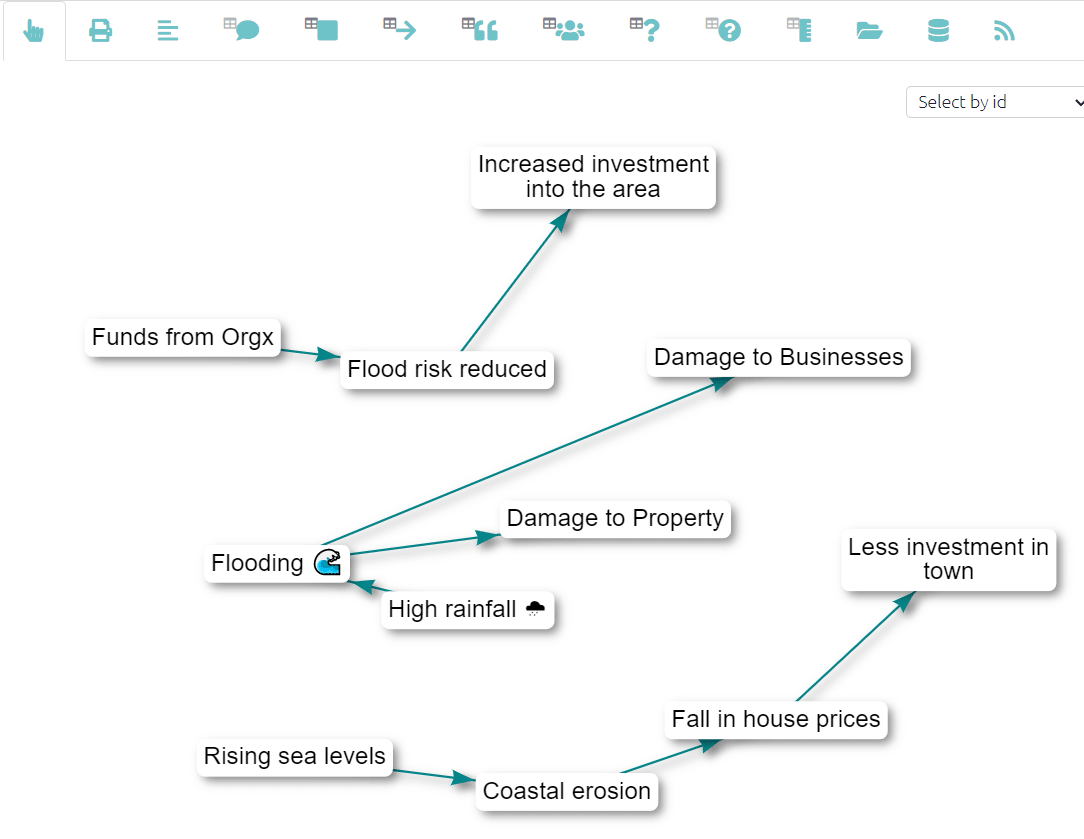 Select by id
Increased investment
into the area
Funds from Orgx
Flood risk reduced
Damage to Businesses
Damage to Property
Flooding 🌊
Less investment in
town
High rainfall 🌧
Fall in house prices
Rising sea levels
Coastal erosion